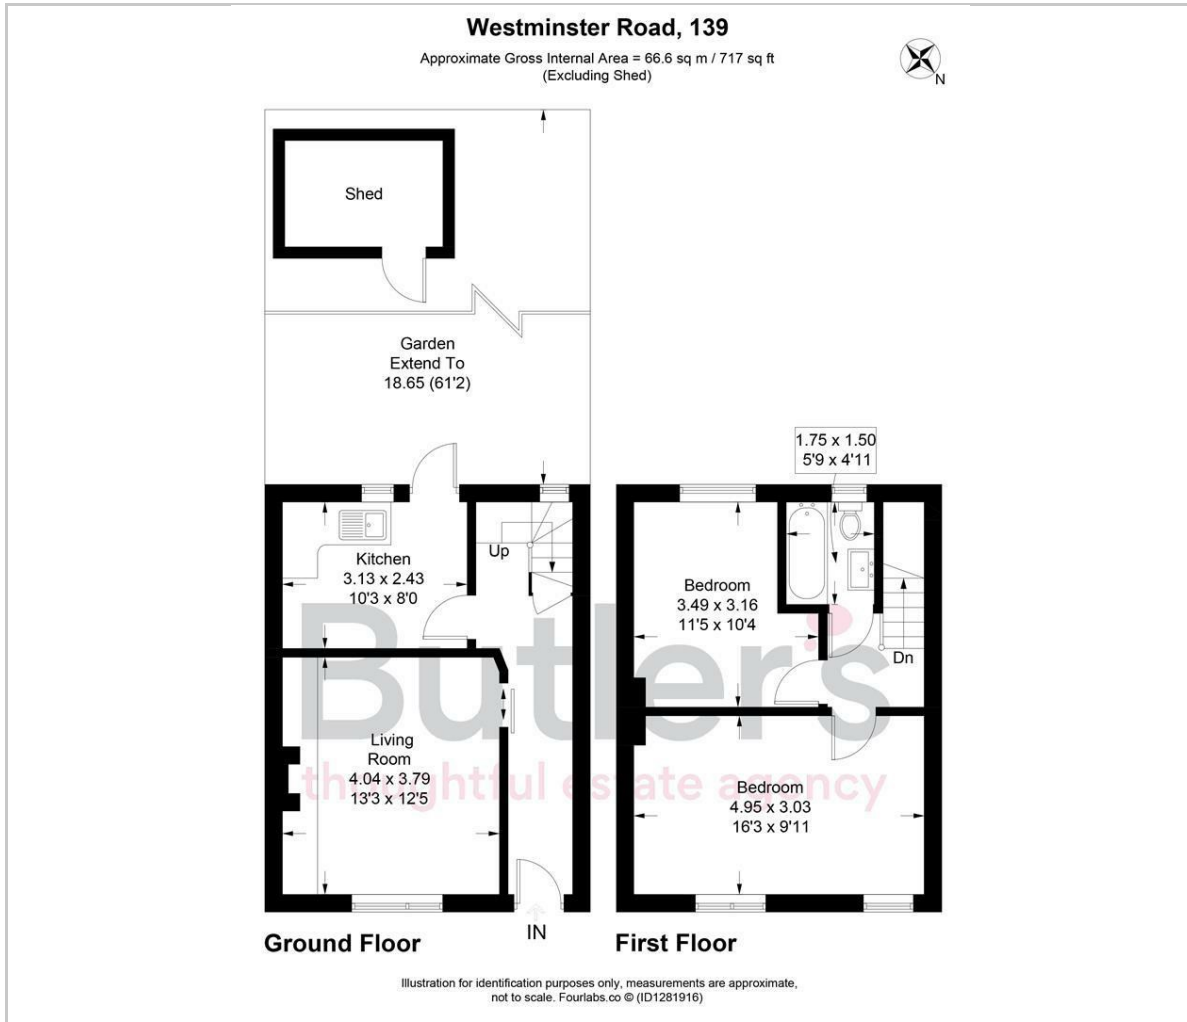 Westminster Road, 139
Approximate Gross Internal Area = 66.6 sq m / 717 sq ft
(Excluding Shed)
N
Shed
Garden
Extend To
18.65 (61'2)
1.75 x 1.50
5'9 x 4'11
Kitchen
3.13 x 2.43
10'3 x 8'0
Up
Bedroom
3.49 x 3.16
11'5 x 10'4
Dn
Butler's
thoughtful estate agency
Living
Room
4.04 x 3.79
13'3 x 12'5
Bedroom
4.95 x 3.03
16'3 x 9'11
IN
Ground Floor
First Floor
Illustration for identification purposes only, measurements are approximate,
not to scale. Fourlabs.co © (ID1281916)